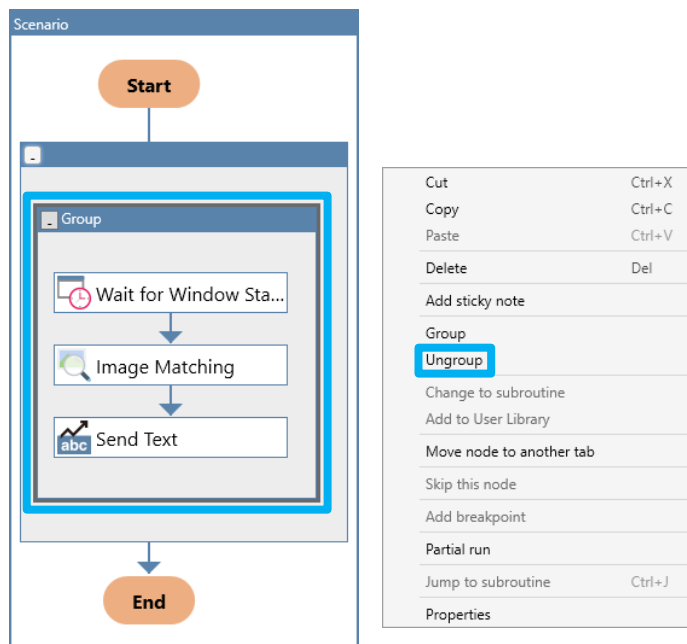 Scenario
Start
Group
Wait for Window Sta...
Image Matching
abc Send Text
End
Cut Ctrl+X
Copy Ctrl+C
Paste Ctrl+V
Delete Del
Add sticky note
Group
Ungroup
Change to subroutine
Add to User Library
Move node to another tab
Skip this node
Add breakpoint
Partial run
Jump to subroutine Ctrl+J
Properties